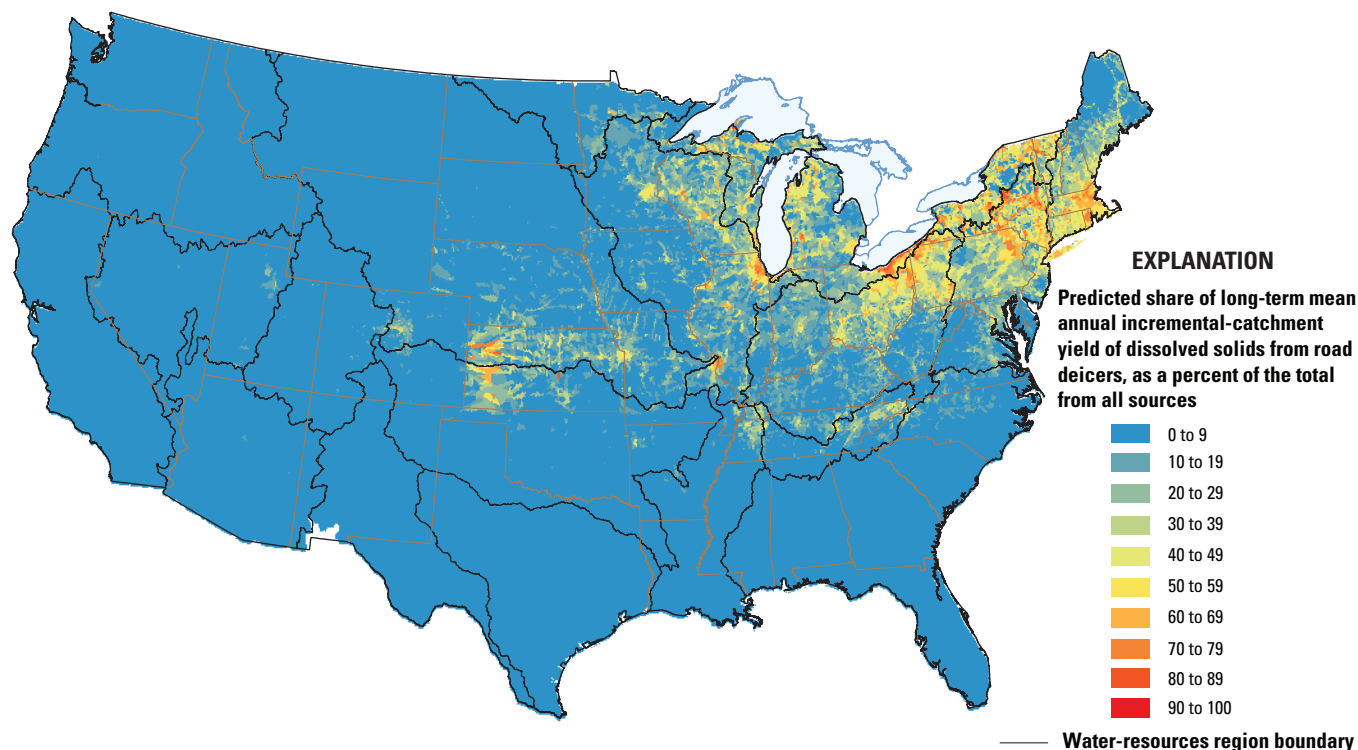 EXPLANATION
Predicted share of long-term mean
annual incremental-catchment
yield of dissolved solids from road
deicers, as a percent of the total
from all sources
0 to 9
10 to 19
20 to 29
30 to 39
40 to 49
50 to 59
60 to 69
70 to 79
80 to 89
90 to 100
Water-resources region boundary